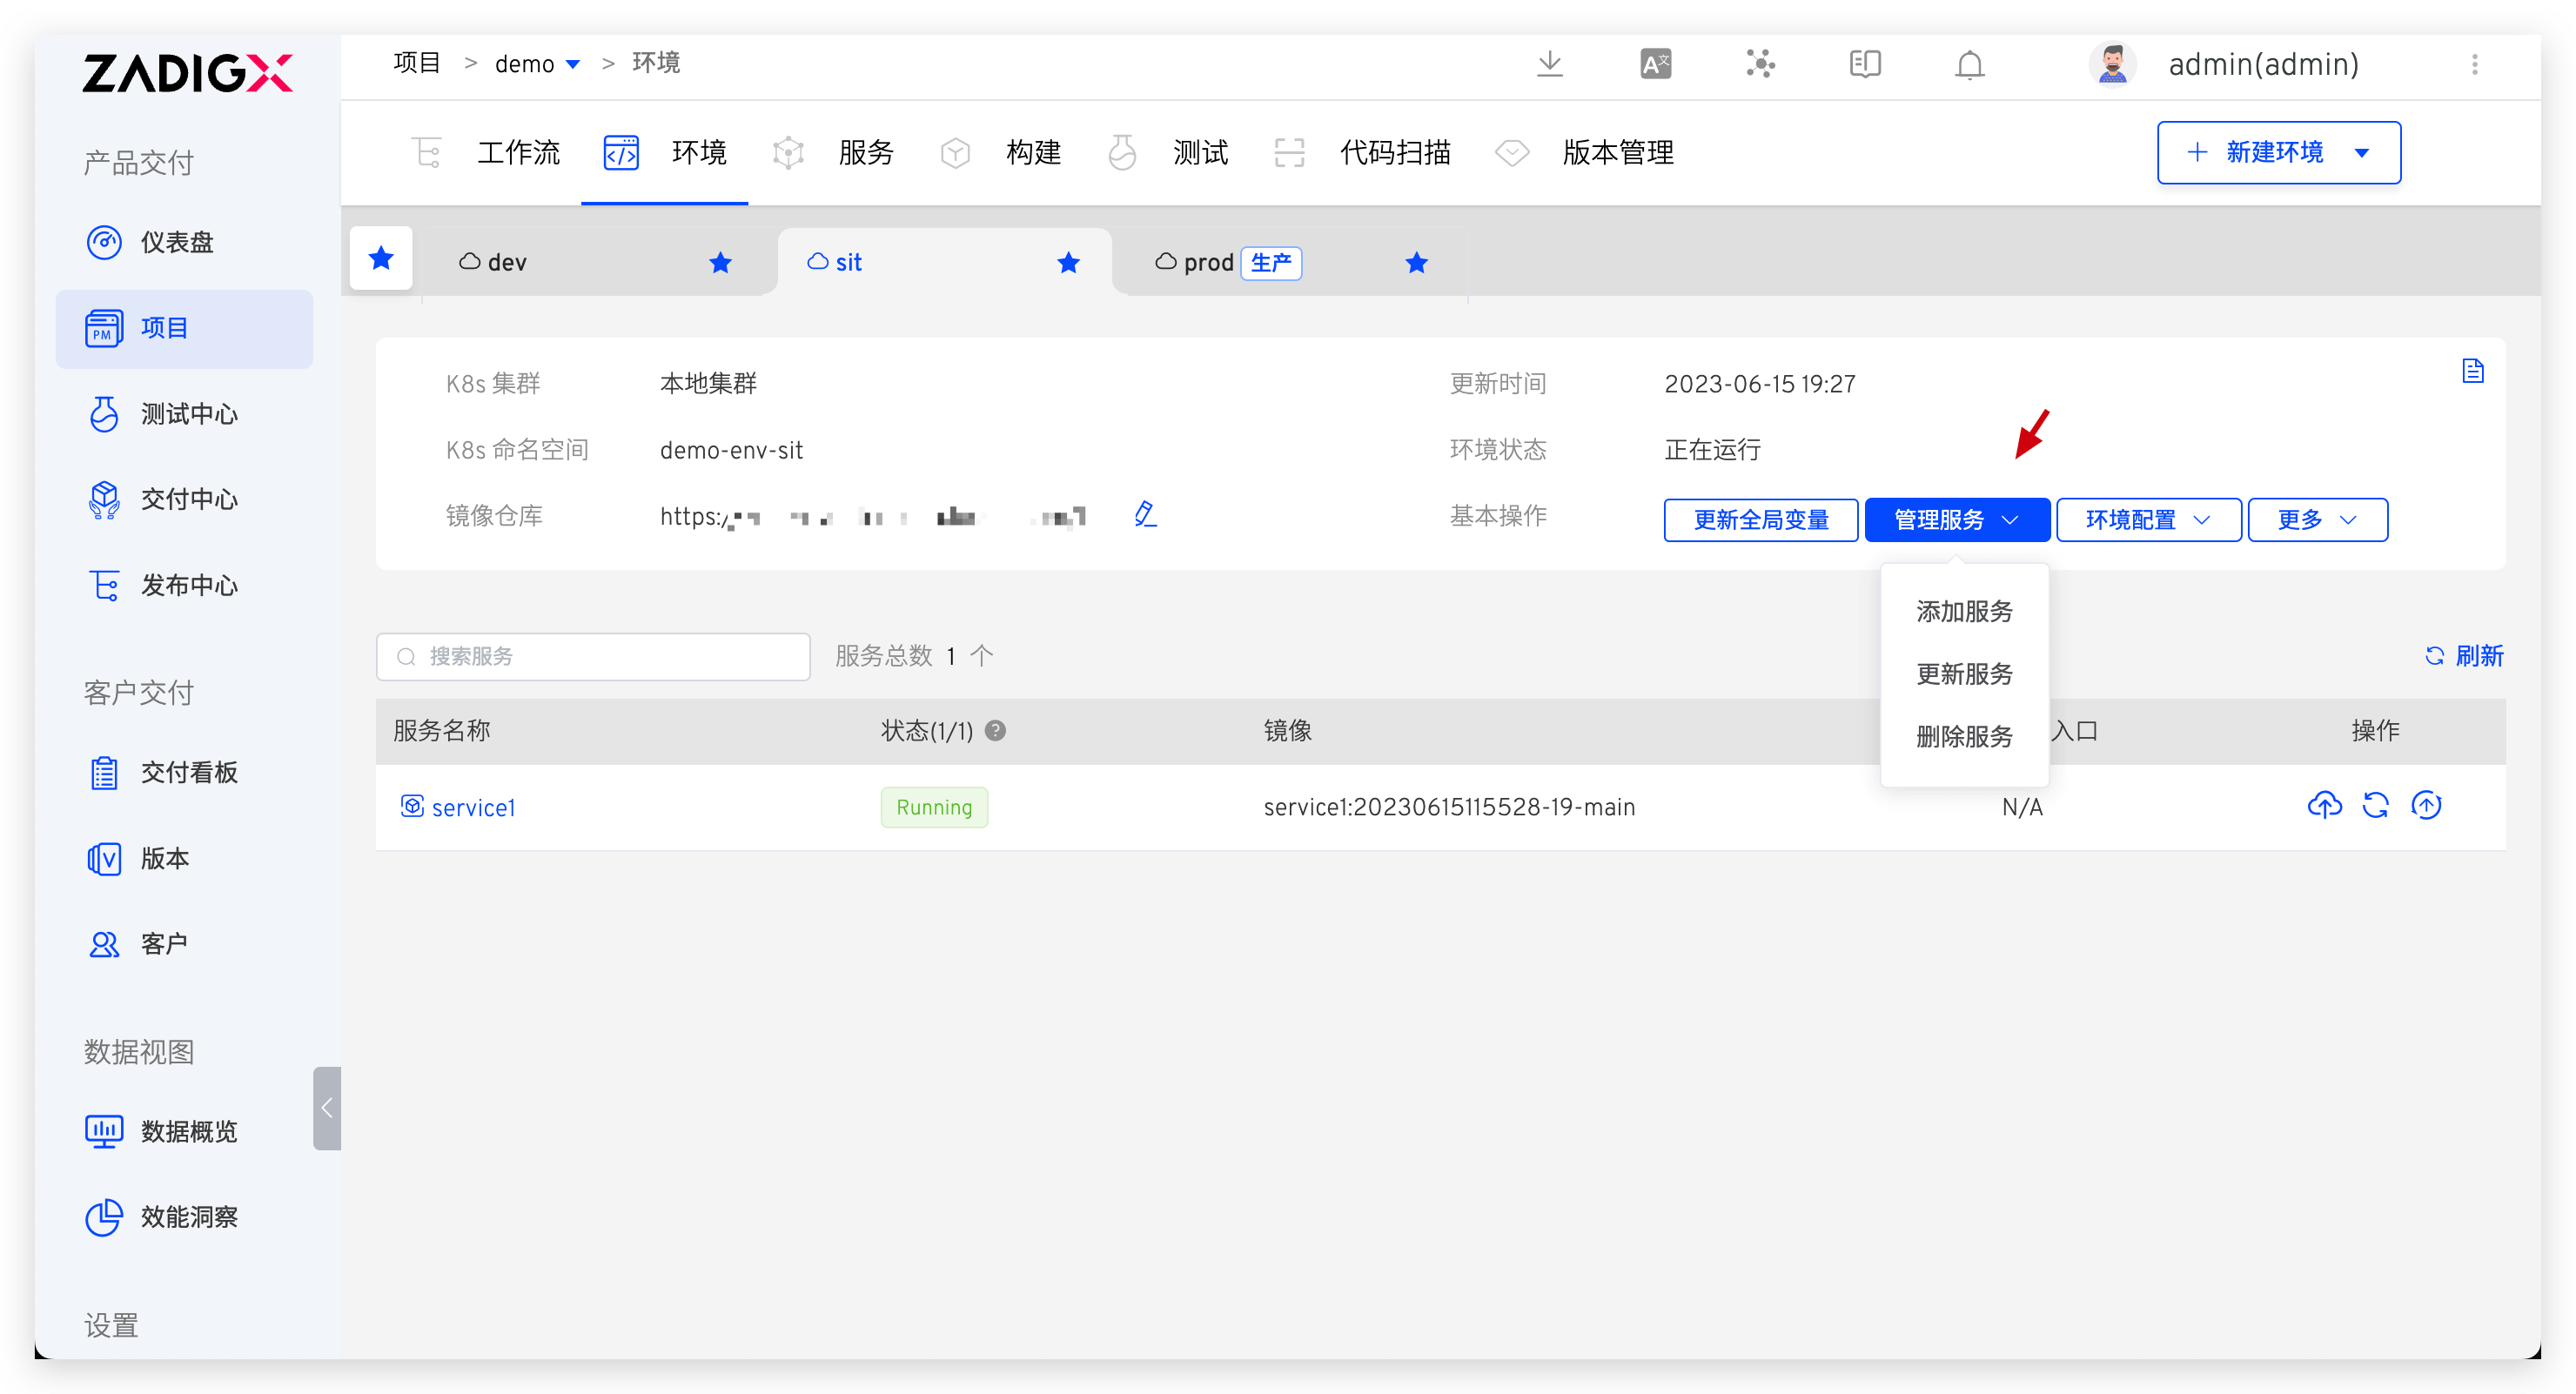 ZADIGX
项目 > demo > 环境
admin(admin)
产品交付
仪表盘
项目
测试中心
交付中心
发布中心
客户交付
交付看板
版本
客户
数据视图
数据概览
效能洞察
设置
工作流 环境 服务 构建 测试 代码扫描 版本管理
新建环境
dev sit prod 生产
K8s 集群 本地集群 更新时间 2023-06-15 19:27
K8s 命名空间 demo-env-sit 环境状态 正在运行
镜像仓库 https:/ 基本操作 更新全局变量 管理服务 环境配置 更多
添加服务
更新服务
删除服务
搜索服务 服务总数 1 个 刷新
服务名称 状态(1/1) ? 镜像 入口 操作
service1 Running service1:20230615115528-19-main N/A